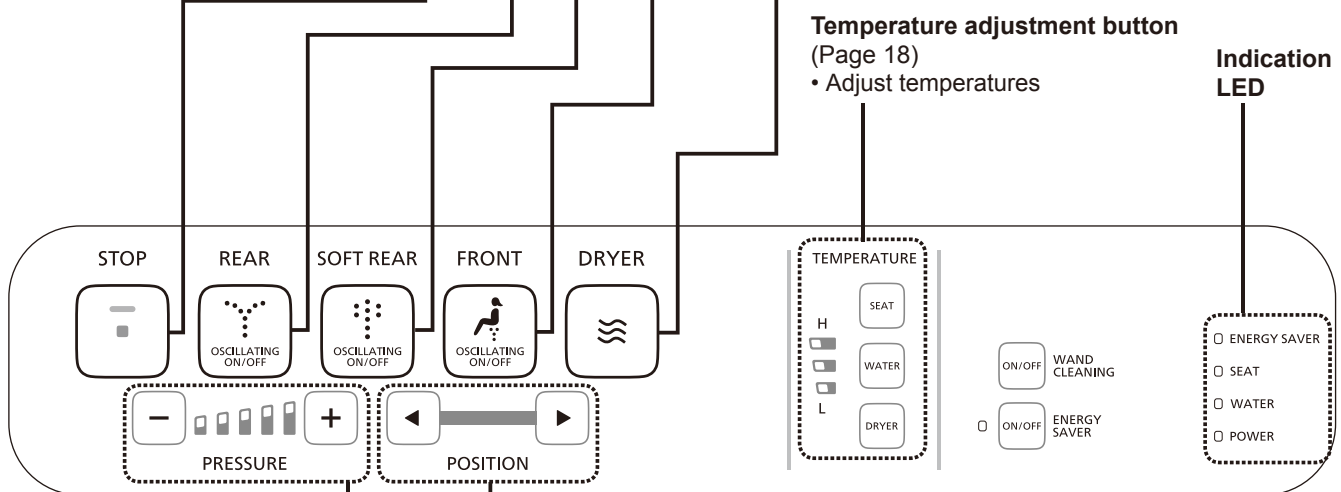 Temperature adjustment button
(Page 18)
• Adjust temperatures
Indication
LED
STOP
REAR
SOFT REAR
FRONT
DRYER
OSCILLATING
ON/OFF
OSCILLATING
ON/OFF
OSCILLATING
ON/OFF
PRESSURE
POSITION
TEMPERATURE
H
L
SEAT
WATER
DRYER
ON/OFF
WAND
CLEANING
ON/OFF
ENERGY
SAVER
ENERGY SAVER
SEAT
WATER
POWER